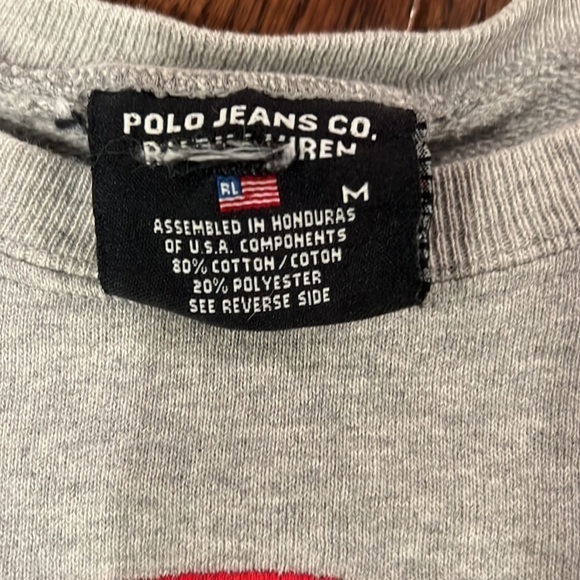 POLO JEANS CO.
RL
M
ASSEMBLED IN HONDURAS
OF U.S.A. COMPONENTS
80% COTTON/COTON
20% POLYESTER
SEE REVERSE SIDE